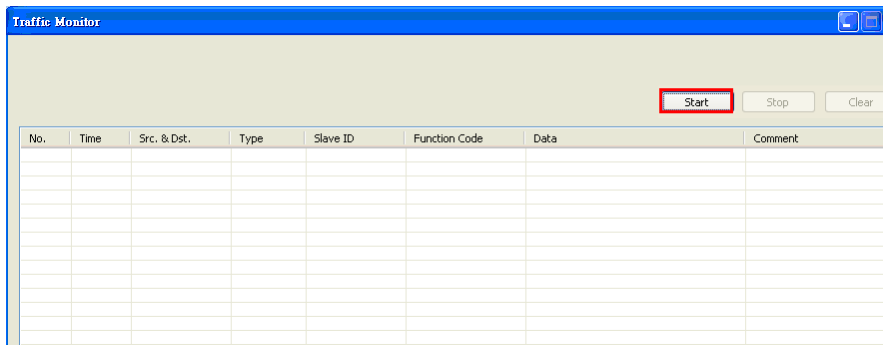 Traffic Monitor
Start Stop Clear
No. Time Src. & Dst. Type Slave ID Function Code Data Comment